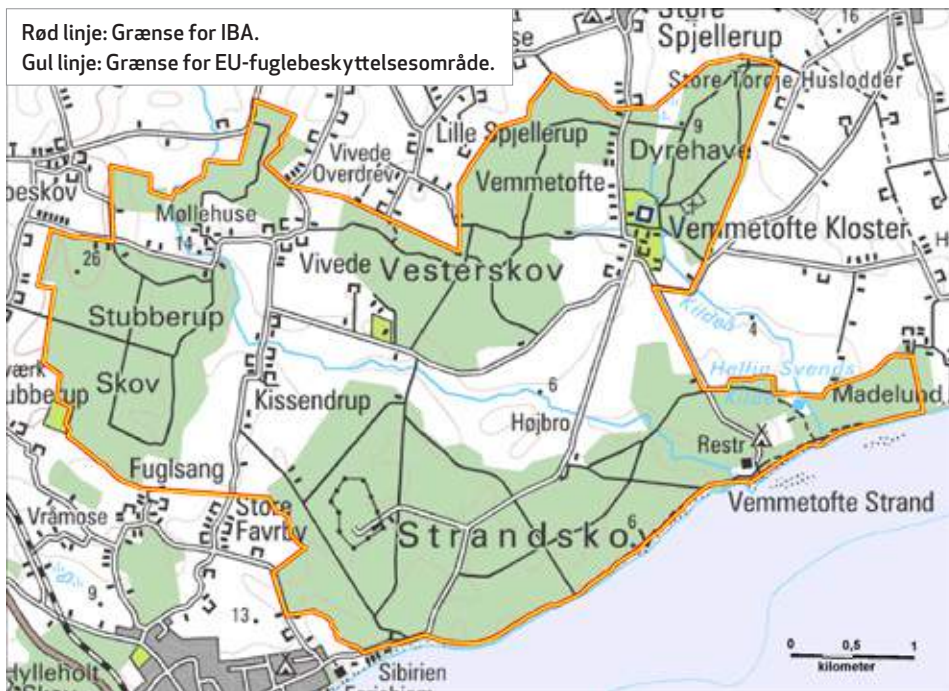 Rød linje: Grænse for IBA.
Gul linje: Grænse for EU-fuglebeskyttelsesområde.
Store
Spjellerup
16
Store Torøje Huslodder
Lille Spjellerup
9
Dyrehave
Vivede
Overdrev
Vemmetofte
Møllehuse
14
Vemmetofte Kloster
26
Vivede
Vesterskov
Stubberup
Kildeå
4
Skov
Hellig Svends
Kilde
Madelund
6
Kissendrup
Højbro
Restr
Fuglsang
Vemmetofte Strand
Store
Favrby
Vråmose
Strandskov
6
9
13
0 0,5 1
kilometer
Sibirien